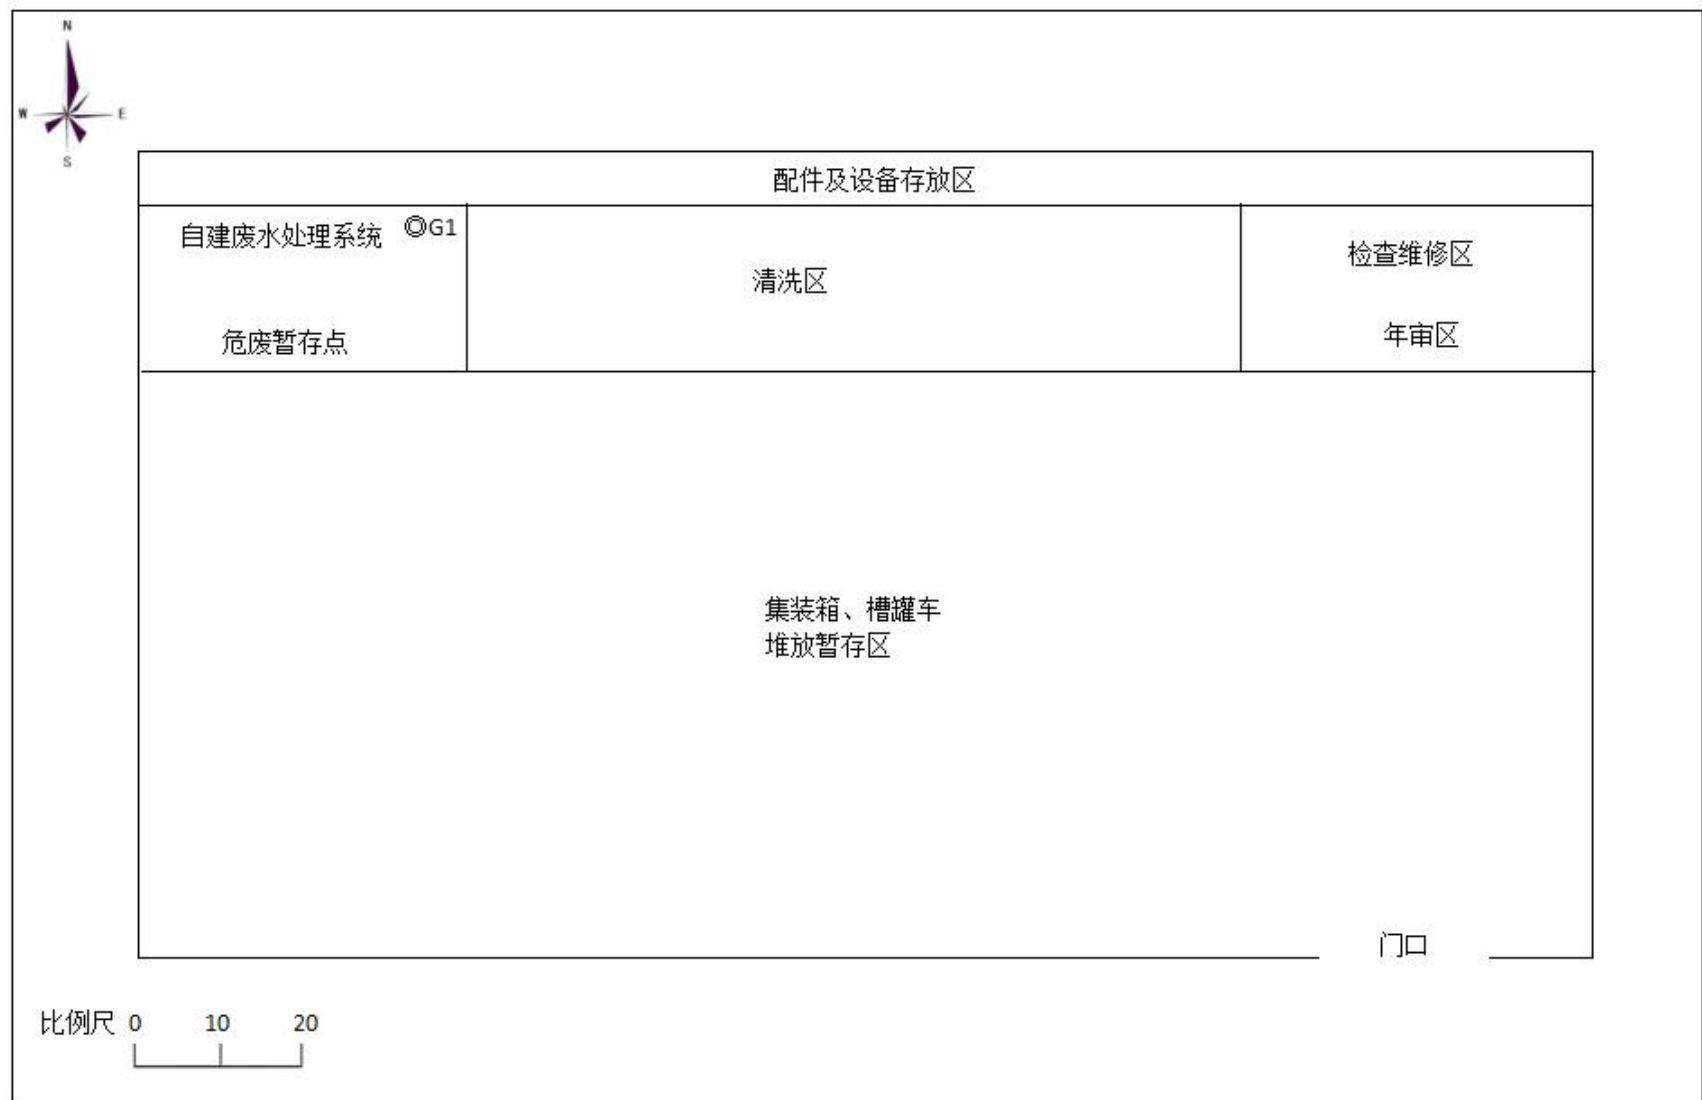 N
W
E
S
配件及设备存放区
自建废水处理系统 ◎G1
清洗区
检查维修区
危废暂存点
年审区
集装箱、槽罐车
堆放暂存区
门口
比例尺 0 10 20